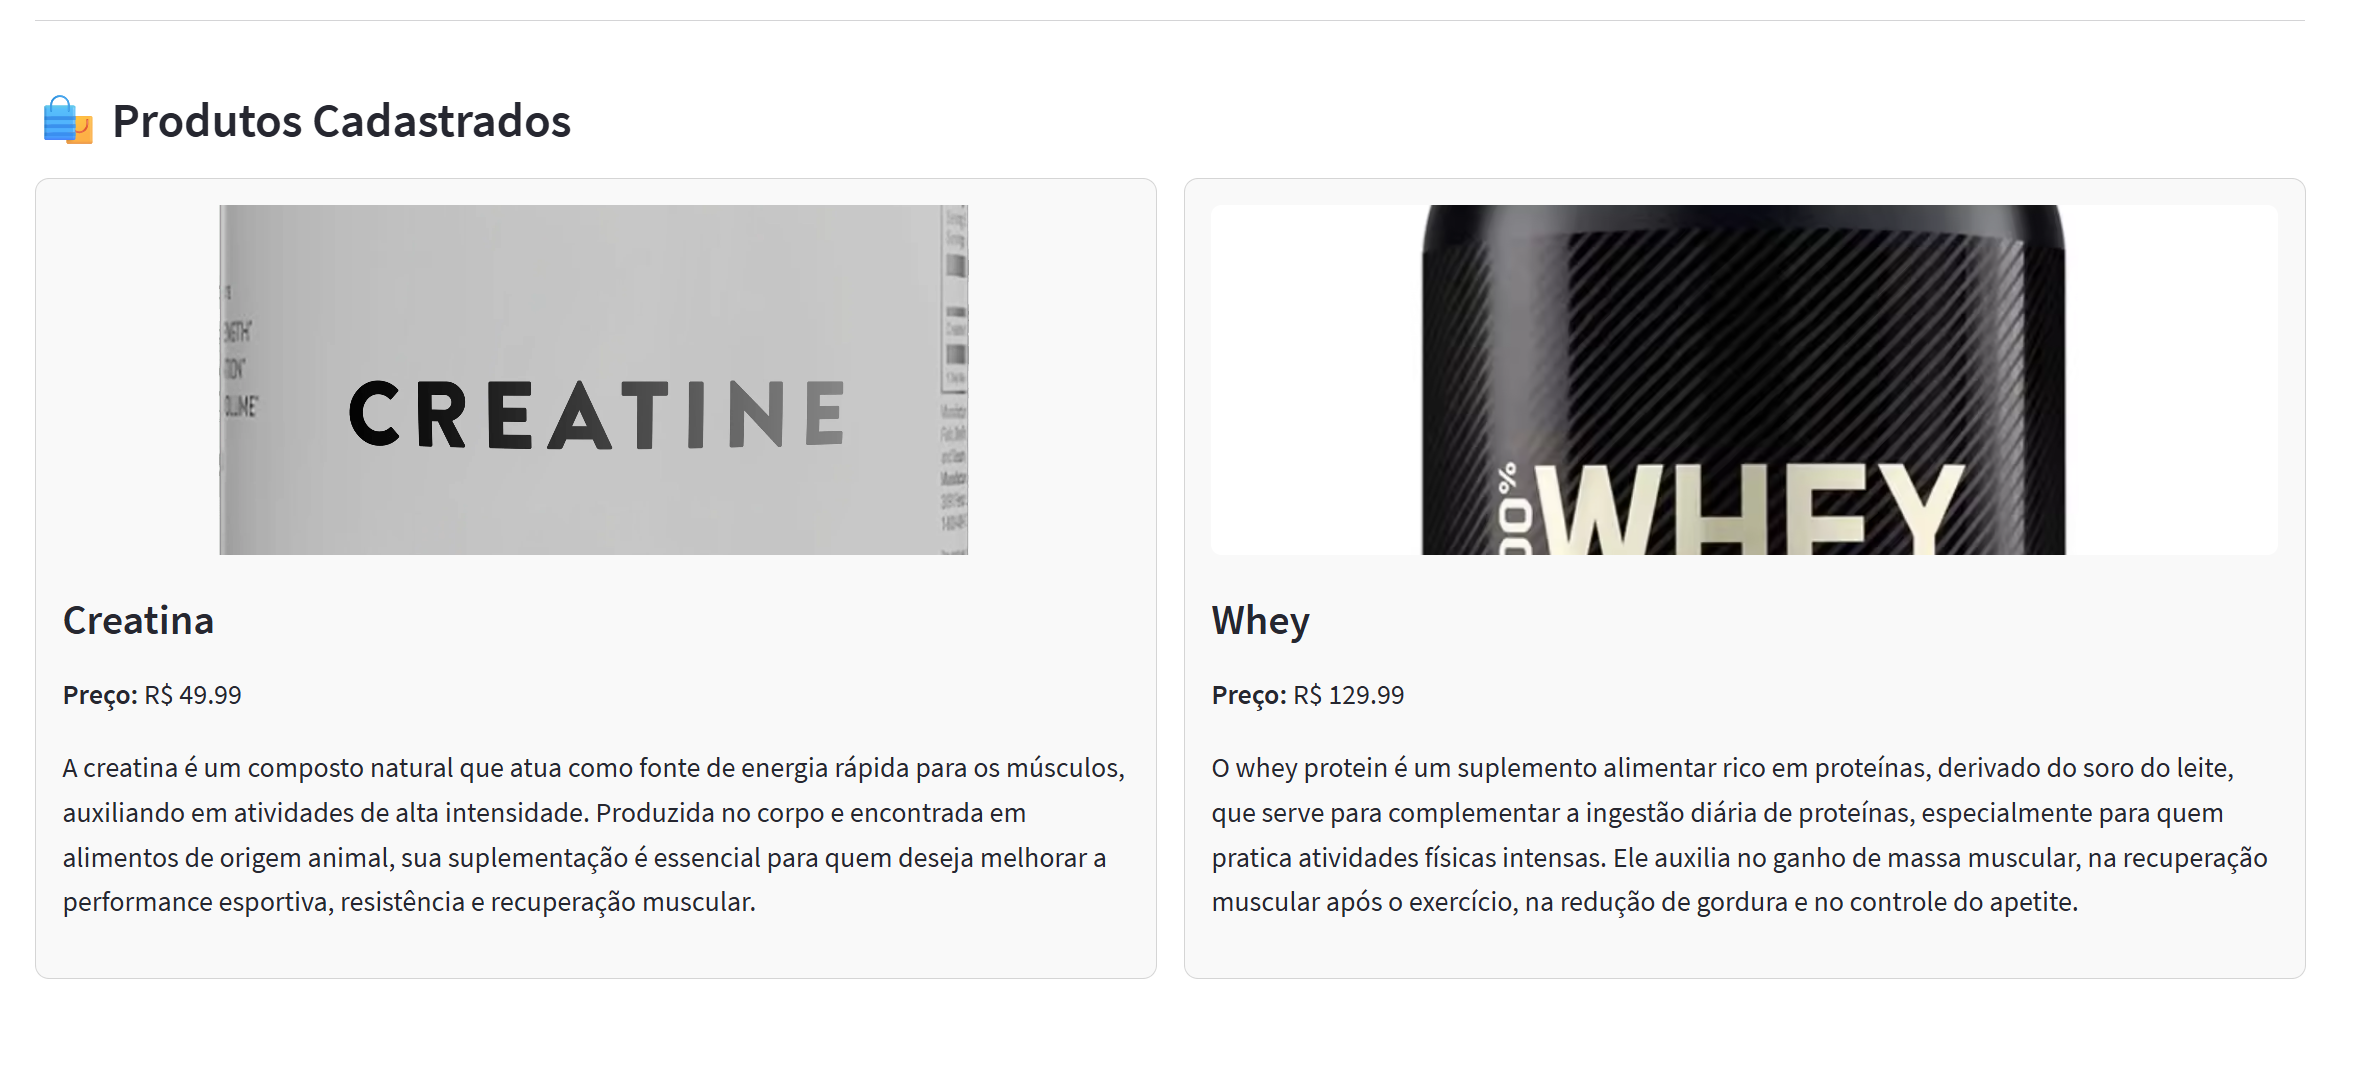 Produtos Cadastrados
CREATINE
WHEY
Creatina
Preço: R$ 49.99
A creatina é um composto natural que atua como fonte de energia rápida para os músculos,
auxiliando em atividades de alta intensidade. Produzida no corpo e encontrada em
alimentos de origem animal, sua suplementação é essencial para quem deseja melhorar a
performance esportiva, resistência e recuperação muscular.
Whey
Preço: R$ 129.99
O whey protein é um suplemento alimentar rico em proteínas, derivado do soro do leite,
que serve para complementar a ingestão diária de proteínas, especialmente para quem
pratica atividades físicas intensas. Ele auxilia no ganho de massa muscular, na recuperação
muscular após o exercício, na redução de gordura e no controle do apetite.